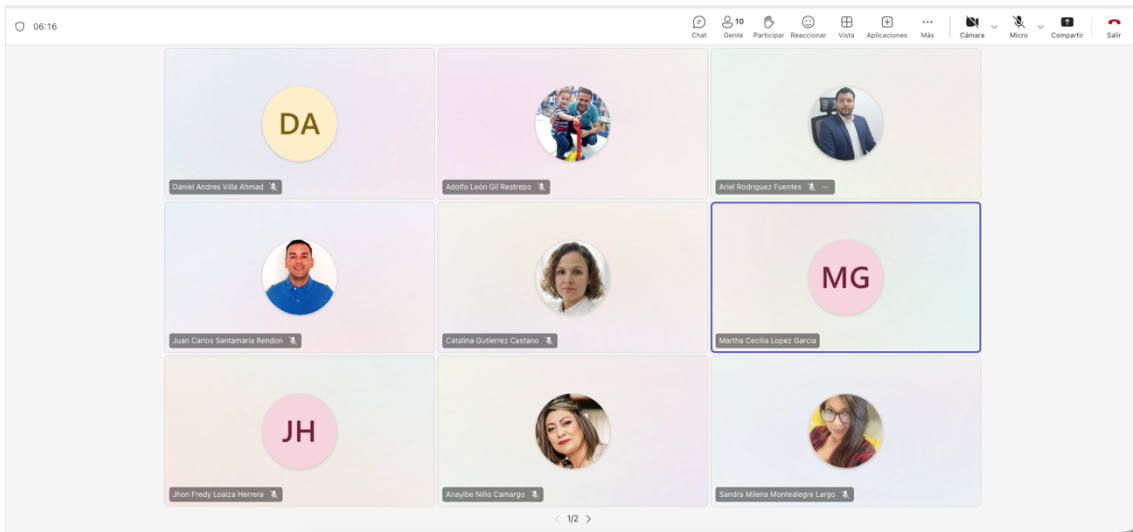 06:16
10
Chat Gente Participar Reaccionar Vista Aplicaciones Más Cámara Micro Compartir Salir
DA
Daniel Andres Villa Ahmad
Adolfo León Gil Restrepo
Ariel Rodriguez Fuentes ...
Juan Carlos Santamaria Rendon
Catalina Gutierrez Castano
MG
Martha Cecilia Lopez Garcia
JH
Jhon Fredy Loaiza Herrera
Anayibe Niño Camargo
Sandra Milena Montealegre Largo
< 1/2 >